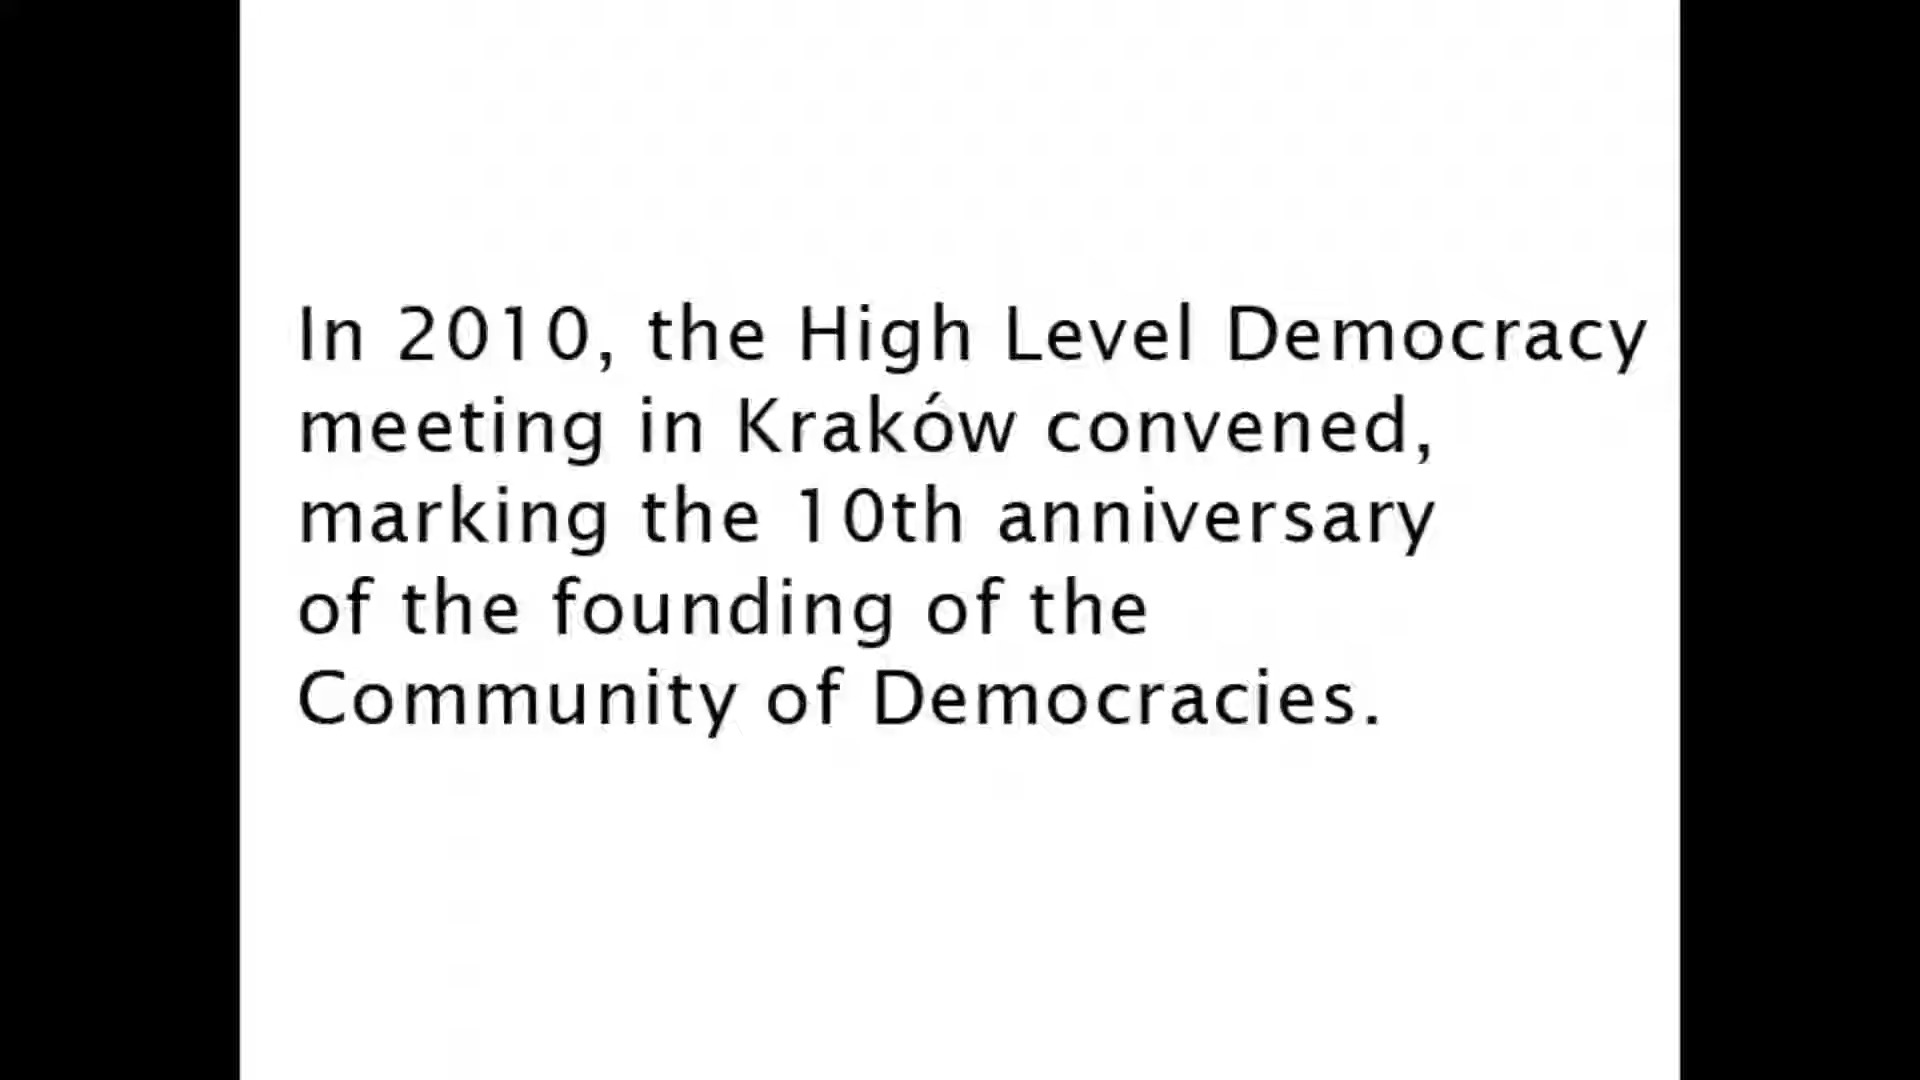 In 2010, the High Level Democracy
meeting in Kraków convened,
marking the 10th anniversary
of the founding of the
Community of Democracies.